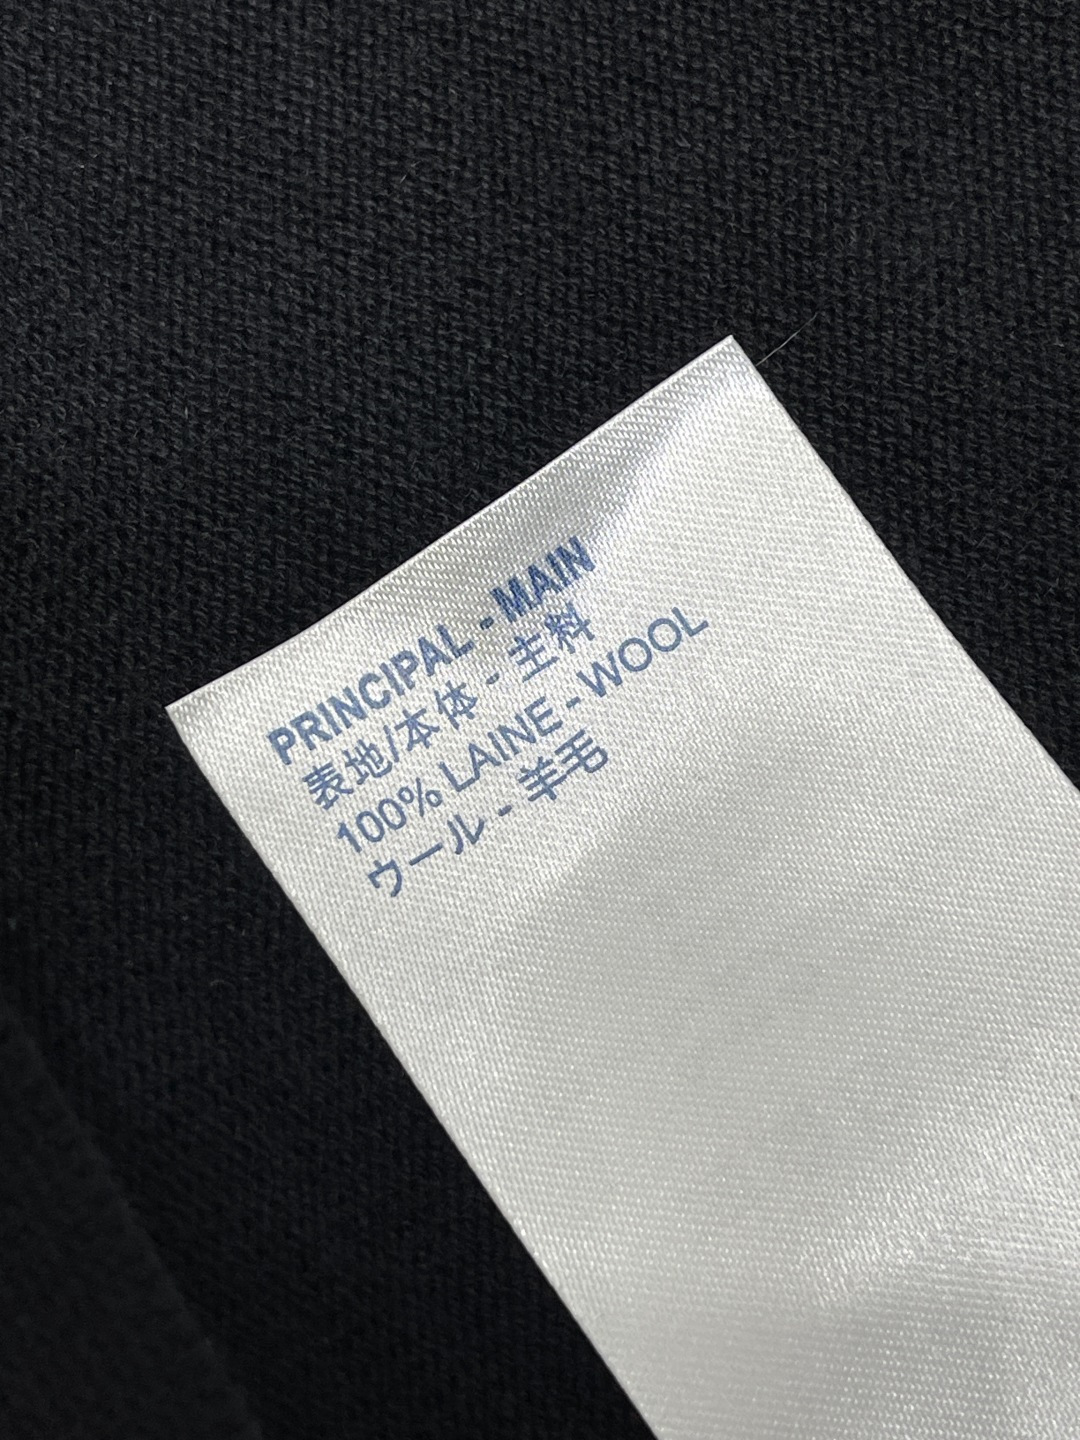 PRINCIPAL - MAIN
表地/本体 - 主料
100% LAINE - WOOL
ウール - 羊毛